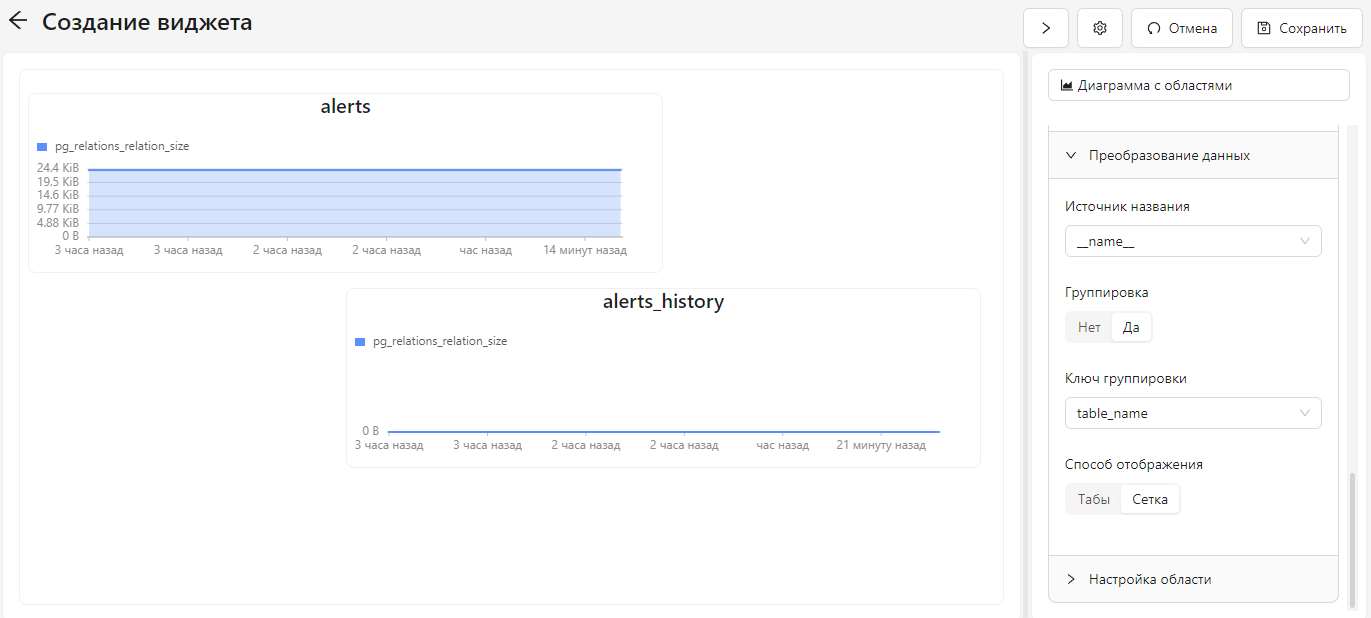 Создание виджета
Отмена
Сохранить
alerts
pg_relations_relation_size
24.4 KiB
19.5 KiB
14.6 KiB
9.77 KiB
4.88 KiB
0 B
3 часа назад 3 часа назад 2 часа назад 2 часа назад час назад 14 минут назад
alerts_history
pg_relations_relation_size
0 B
3 часа назад 3 часа назад 2 часа назад 2 часа назад час назад 21 минуту назад
Диаграмма с областями
Преобразование данных
Источник названия
__name__
Группировка
Нет Да
Ключ группировки
table_name
Способ отображения
Табы Сетка
Настройка области